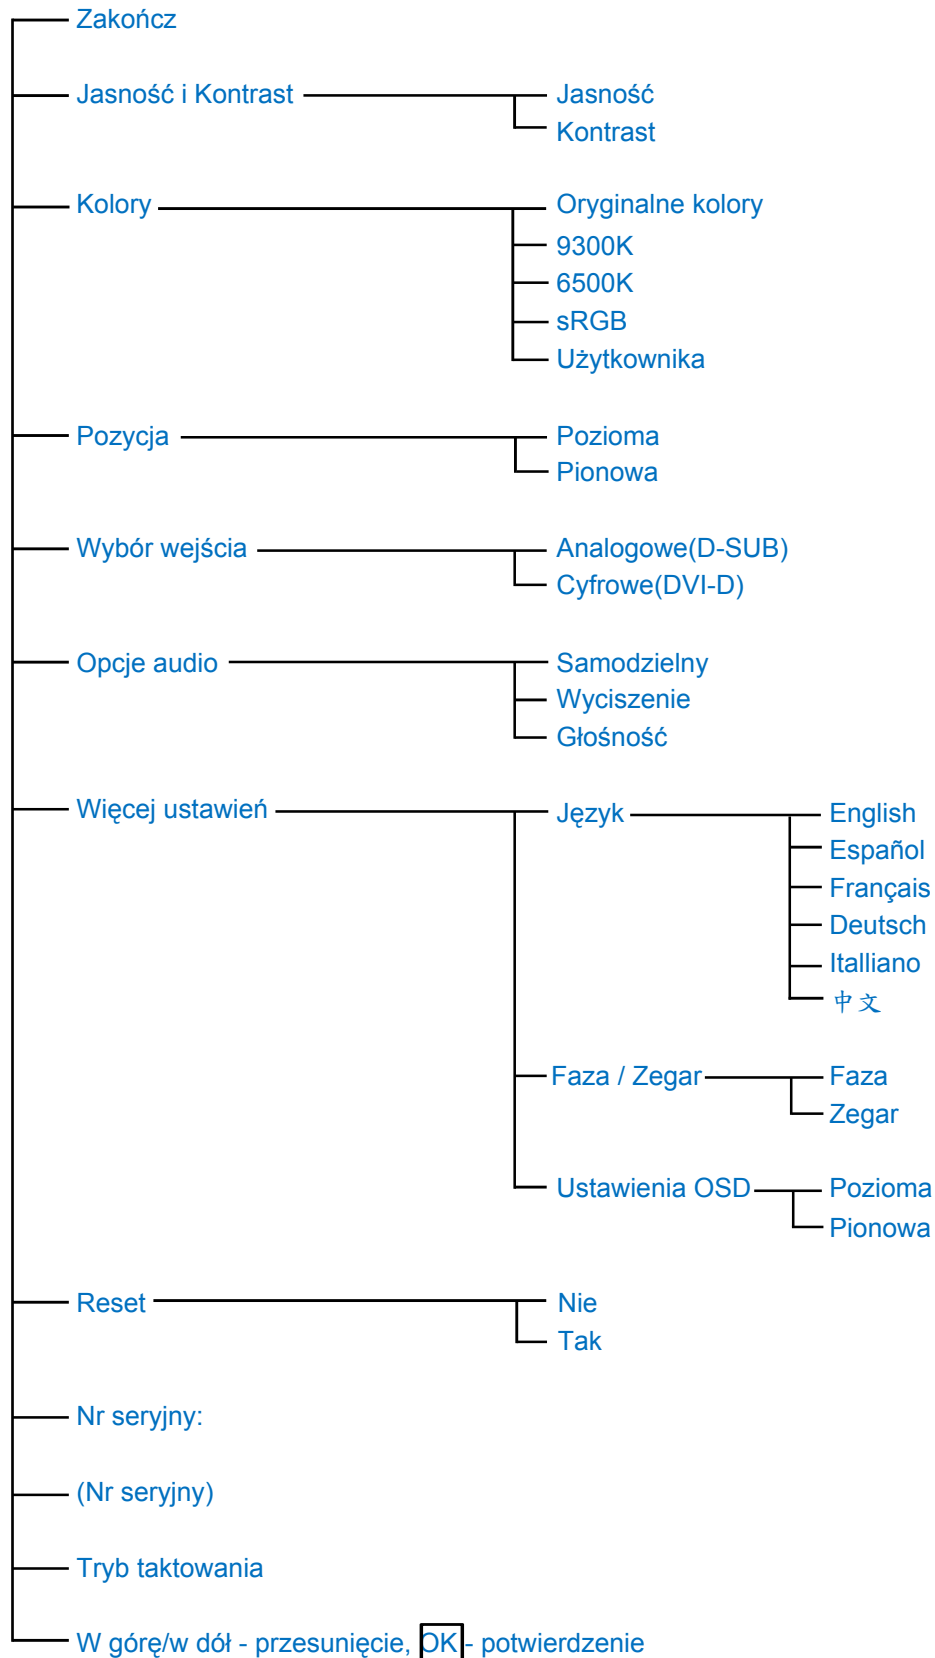 Zakończ
Jasność i Kontrast
Jasność
Kontrast
Kolory
Oryginalne kolory
9300K
6500K
sRGB
Użytkownika
Pozycja
Pozioma
Pionowa
Wybór wejścia
Analogowe(D-SUB)
Cyfrowe(DVI-D)
Opcje audio
Samodzielny
Wyciszenie
Głośność
Więcej ustawień
Język
English
Español
Français
Deutsch
Italliano
中文
Faza / Zegar
Faza
Zegar
Ustawienia OSD
Pozioma
Pionowa
Reset
Nie
Tak
Nr seryjny:
(Nr seryjny)
Tryb taktowania
W górę/w dół - przesunięcie, OK - potwierdzenie